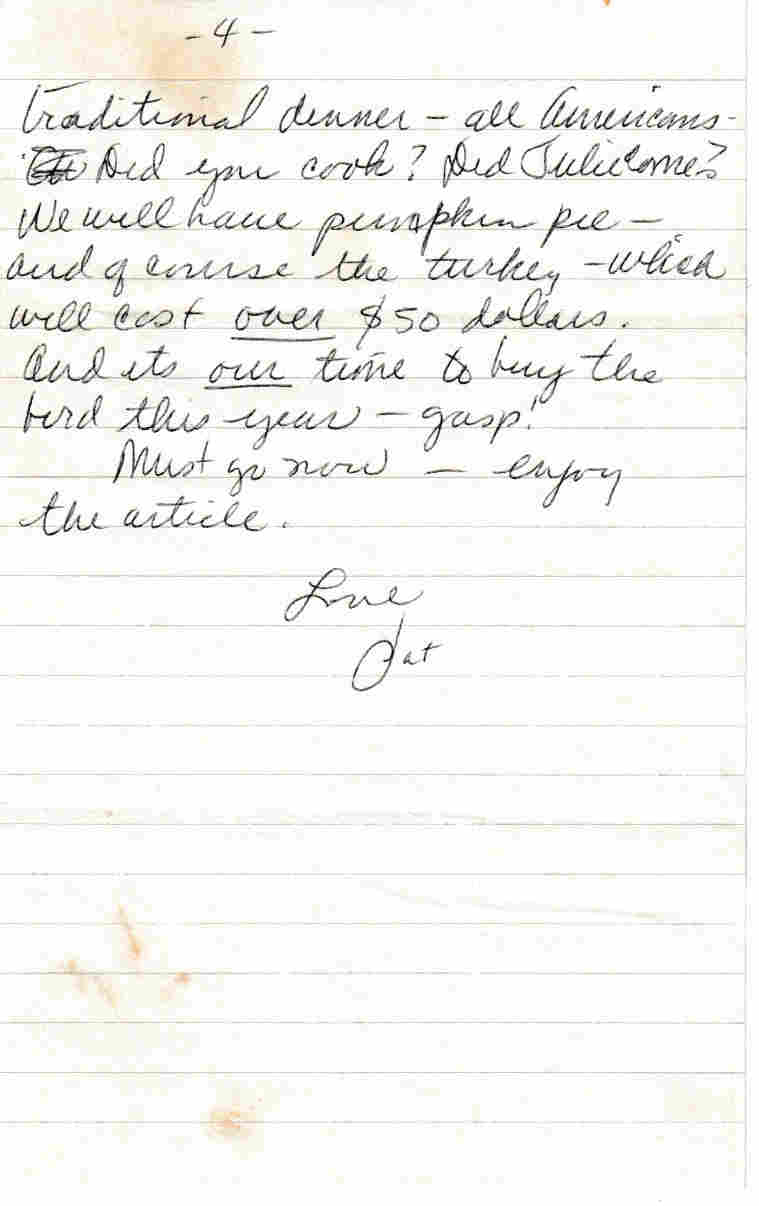 -4-
traditional dinner - all Americans-
Did you cook? Did Julie come?
We will have pumpkin pie -
and of course the turkey - which
will cost over $50 dollars.
And its our time to buy the
bird this year - gasp!
Must go now - enjoy
the article.
Love
Pat